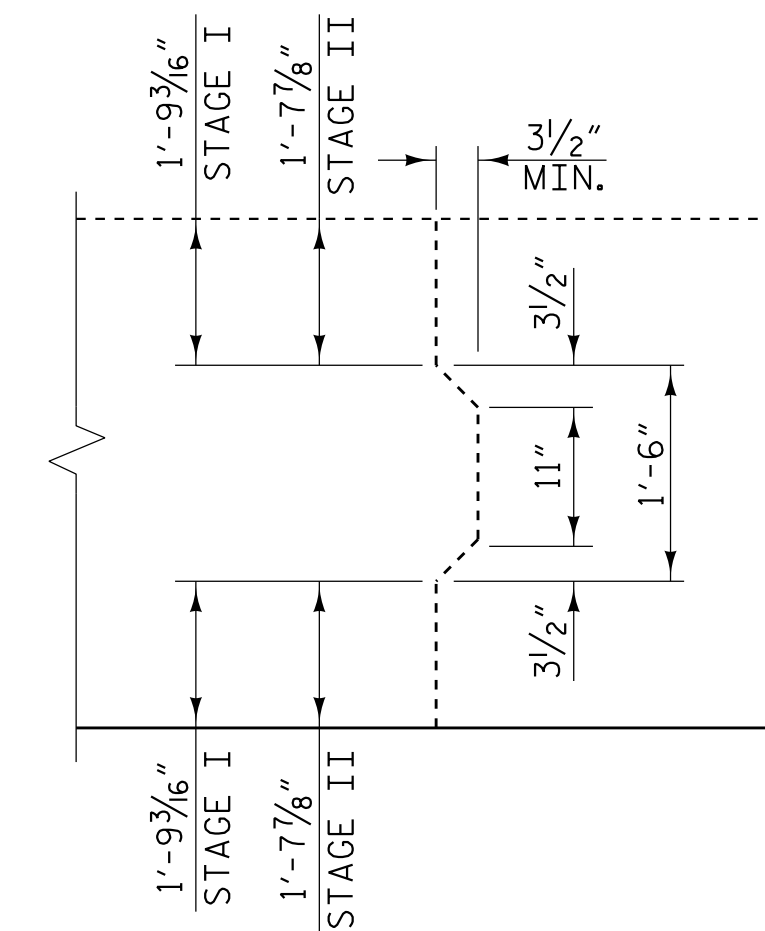 1'-9 3/16"
STAGE I
1'-7 7/8"
STAGE II
3 1/2"
MIN.
3 1/2"
11"
1'-6"
3 1/2"
1'-9 3/16"
STAGE I
1'-7 7/8"
STAGE II